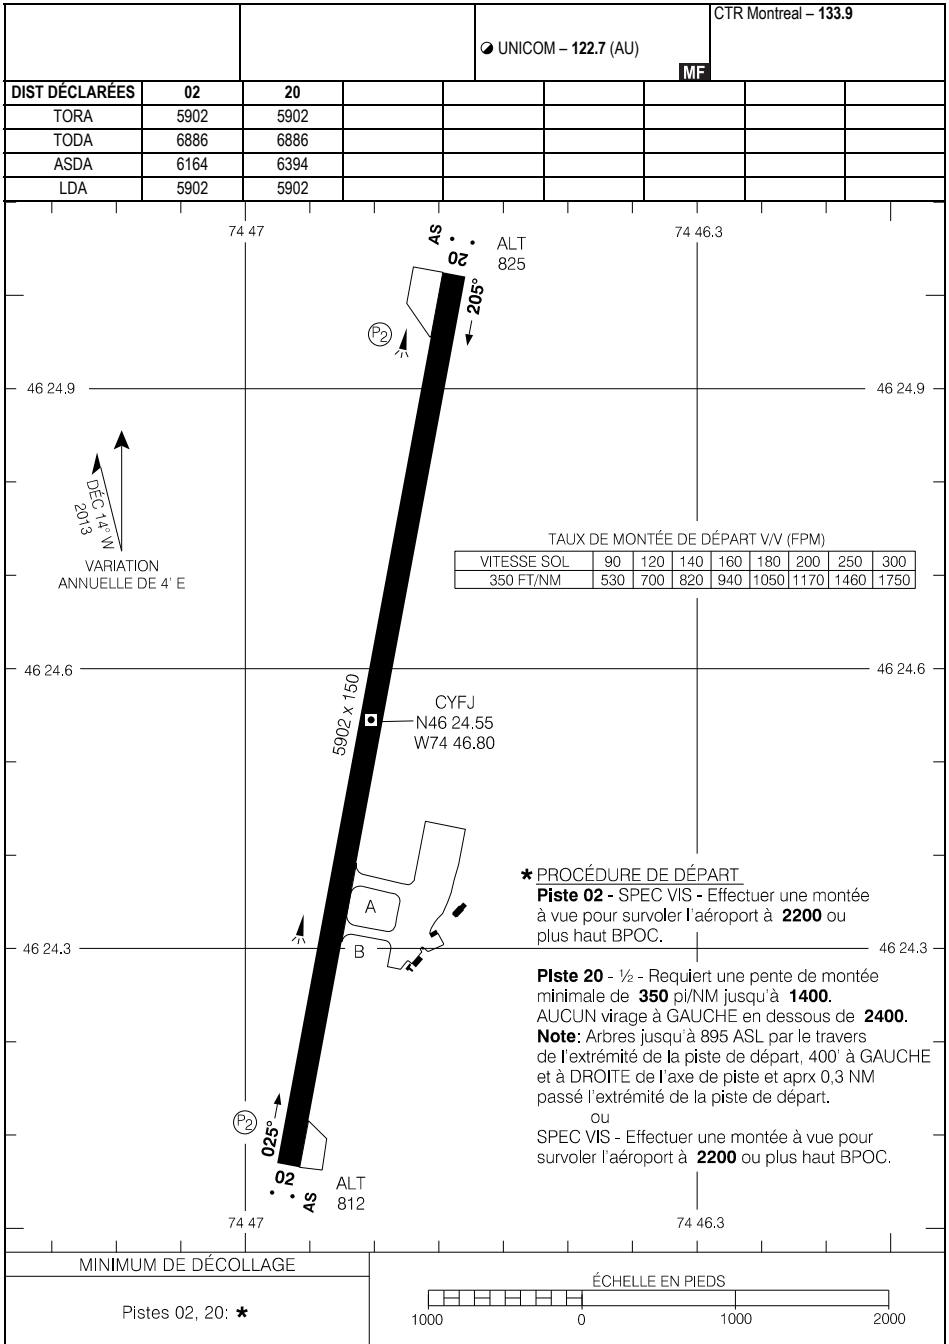 CTR Montreal – 133.9
UNICOM – 122.7 (AU)
MF
DIST DÉCLARÉES 02 20
TORA 5902 5902
TODA 6886 6886
ASDA 6164 6394
LDA 5902 5902
74 47
74 46.3
AS
20
ALT
825
205°
P2
46 24.9
46 24.9
DÉC 14° W
2013
VARIATION
ANNUELLE DE 4' E
TAUX DE MONTÉE DE DÉPART V/V (FPM)
VITESSE SOL 90 120 140 160 180 200 250 300
350 FT/NM 530 700 820 940 1050 1170 1460 1750
46 24.6
46 24.6
5902 x 150
CYFJ
N46 24.55
W74 46.80
A
B
46 24.3
46 24.3
* PROCÉDURE DE DÉPART
Piste 02 - SPEC VIS - Effectuer une montée
à vue pour survoler l'aéroport à 2200 ou
plus haut BPOC.
Piste 20 - ½ - Requiert une pente de montée
minimale de 350 pi/NM jusqu'à 1400.
AUCUN virage à GAUCHE en dessous de 2400.
Note: Arbres jusqu'à 895 ASL par le travers
de l'extrémité de la piste de départ, 400' à GAUCHE
et à DROITE de l'axe de piste et aprx 0,3 NM
passé l'extrémité de la piste de départ.
ou
SPEC VIS - Effectuer une montée à vue pour
survoler l'aéroport à 2200 ou plus haut BPOC.
P2
025°
02
AS
ALT
812
74 47
74 46.3
MINIMUM DE DÉCOLLAGE
Pistes 02, 20: *
ÉCHELLE EN PIEDS
1000 0 1000 2000